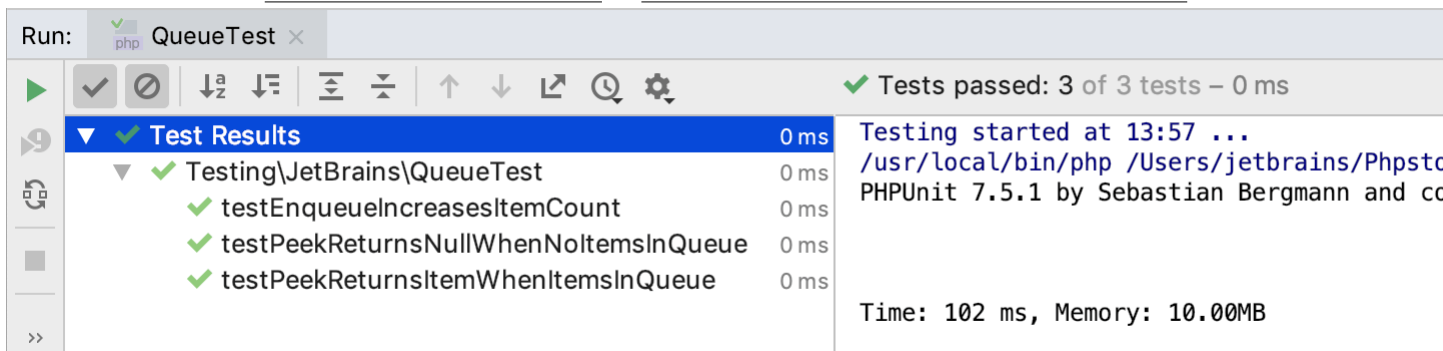 Run: php QueueTest
Tests passed: 3 of 3 tests – 0 ms
Test Results 0 ms
Testing\JetBrains\QueueTest 0 ms
testEnqueueIncreasesItemCount 0 ms
testPeekReturnsNullWhenNoItemsInQueue 0 ms
testPeekReturnsItemWhenItemsInQueue 0 ms
Testing started at 13:57 ...
/usr/local/bin/php /Users/jetbrains/Phpsto
PHPUnit 7.5.1 by Sebastian Bergmann and co
Time: 102 ms, Memory: 10.00MB